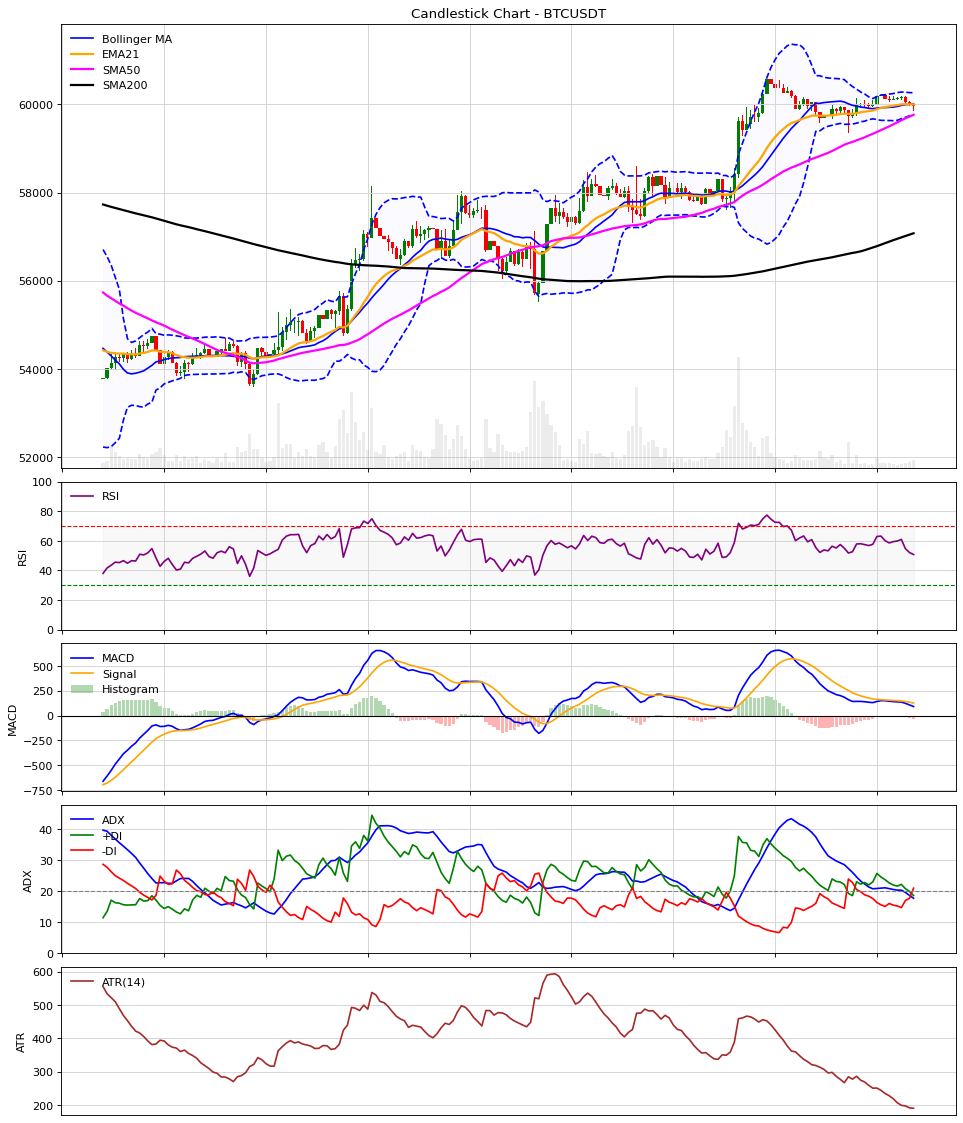 Candlestick Chart - BTCUSDT
Bollinger MA
EMA21
SMA50
SMA200
60000
58000
56000
54000
52000
RSI
100
80
60
40
20
0
RSI
MACD
Signal
Histogram
500
250
0
−250
−500
−750
MACD
ADX
+DI
-DI
40
30
20
10
0
ADX
ATR(14)
600
500
400
300
200
ATR